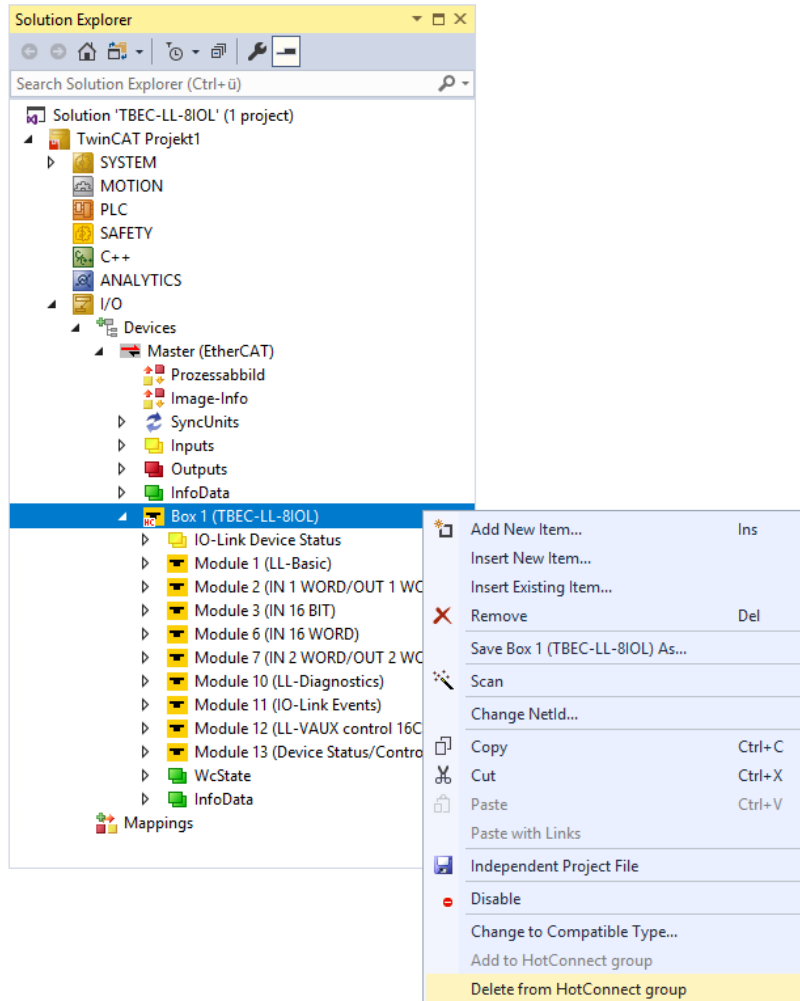 Solution Explorer
Search Solution Explorer (Ctrl+ü)
Solution 'TBEC-LL-8IOL' (1 project)
TwinCAT Projekt1
SYSTEM
MOTION
PLC
SAFETY
C++
ANALYTICS
I/O
Devices
Master (EtherCAT)
Prozessabbild
Image-Info
SyncUnits
Inputs
Outputs
InfoData
HC Box 1 (TBEC-LL-8IOL)
IO-Link Device Status
Module 1 (LL-Basic)
Module 2 (IN 1 WORD/OUT 1 WO
Module 3 (IN 16 BIT)
Module 6 (IN 16 WORD)
Module 7 (IN 2 WORD/OUT 2 WO
Module 10 (LL-Diagnostics)
Module 11 (IO-Link Events)
Module 12 (LL-VAUX control 16C
Module 13 (Device Status/Contro
WcState
InfoData
Mappings
Add New Item... Ins
Insert New Item...
Insert Existing Item...
Remove Del
Save Box 1 (TBEC-LL-8IOL) As...
Scan
Change NetId...
Copy Ctrl+C
Cut Ctrl+X
Paste Ctrl+V
Paste with Links
Independent Project File
Disable
Change to Compatible Type...
Add to HotConnect group
Delete from HotConnect group